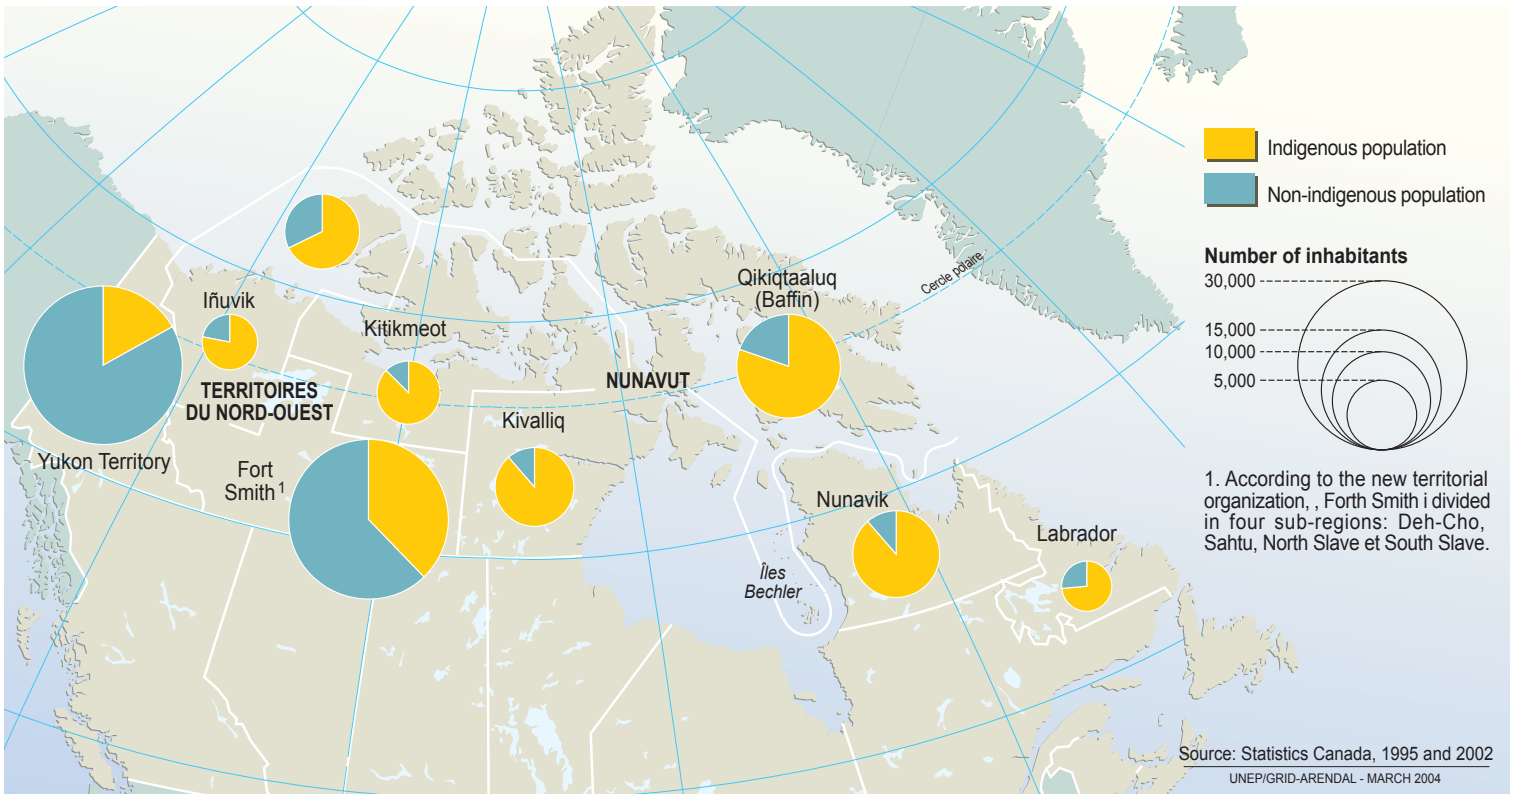 Indigenous population
Non-indigenous population
Number of inhabitants
30,000
15,000
10,000
5,000
1. According to the new territorial
organization, , Forth Smith i divided
in four sub-regions: Deh-Cho,
Sahtu, North Slave et South Slave.
Qikiqtaaluq
(Baffin)
Cercle polaire
Iñuvik
Kitikmeot
TERRITOIRES
DU NORD-OUEST
NUNAVUT
Kivalliq
Yukon Territory
Fort
Smith 1
Nunavik
Labrador
Îles
Bechler
Source: Statistics Canada, 1995 and 2002
UNEP/GRID-ARENDAL - MARCH 2004